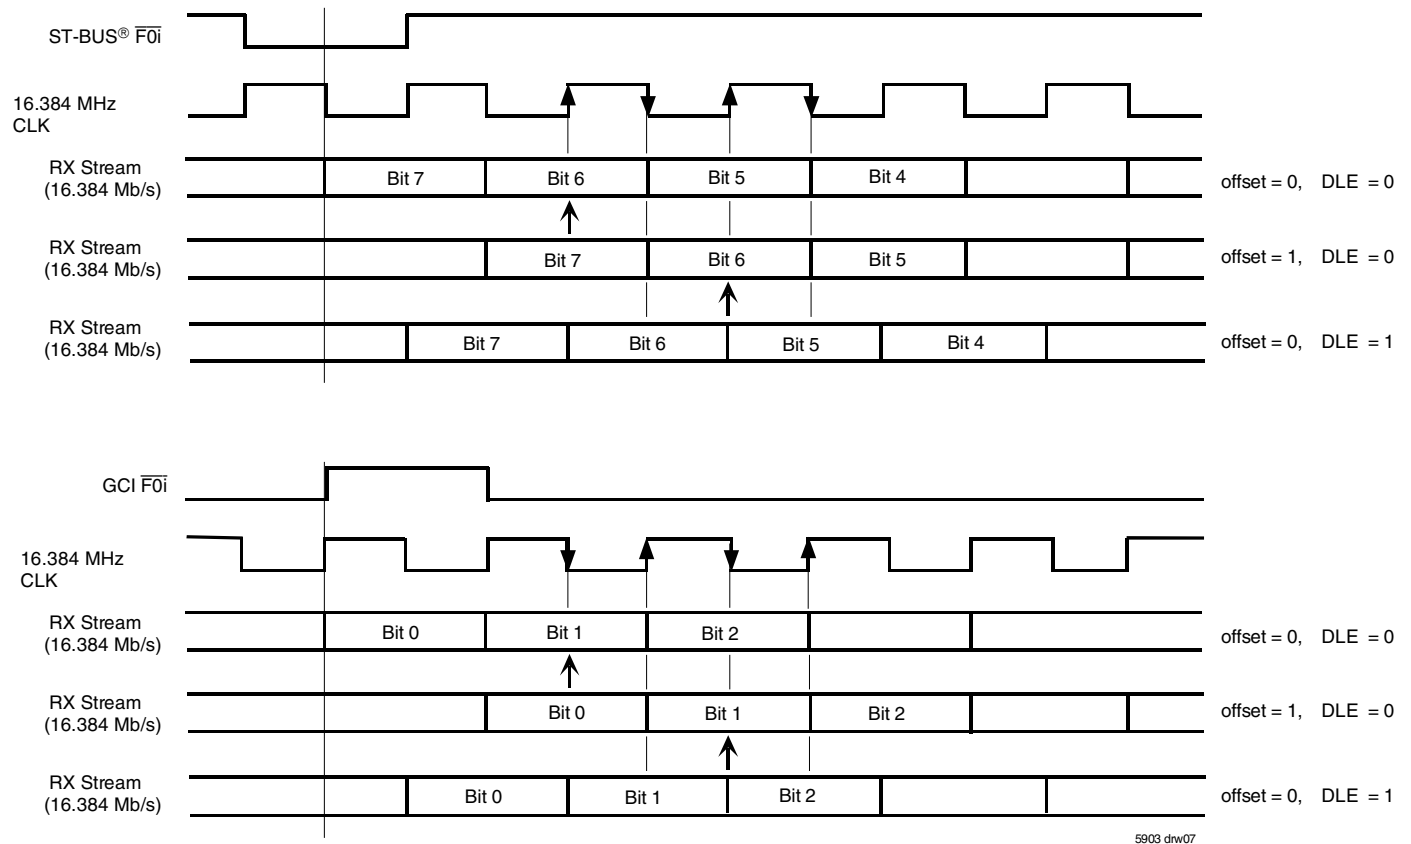 ST-BUS® F0i
16.384 MHz
CLK
RX Stream
(16.384 Mb/s)
Bit 7
Bit 6
Bit 5
Bit 4
offset = 0, DLE = 0
RX Stream
(16.384 Mb/s)
Bit 7
Bit 6
Bit 5
offset = 1, DLE = 0
RX Stream
(16.384 Mb/s)
Bit 7
Bit 6
Bit 5
Bit 4
offset = 0, DLE = 1
GCI F0i
16.384 MHz
CLK
RX Stream
(16.384 Mb/s)
Bit 0
Bit 1
Bit 2
offset = 0, DLE = 0
RX Stream
(16.384 Mb/s)
Bit 0
Bit 1
Bit 2
offset = 1, DLE = 0
RX Stream
(16.384 Mb/s)
Bit 0
Bit 1
Bit 2
offset = 0, DLE = 1
5903 drw07